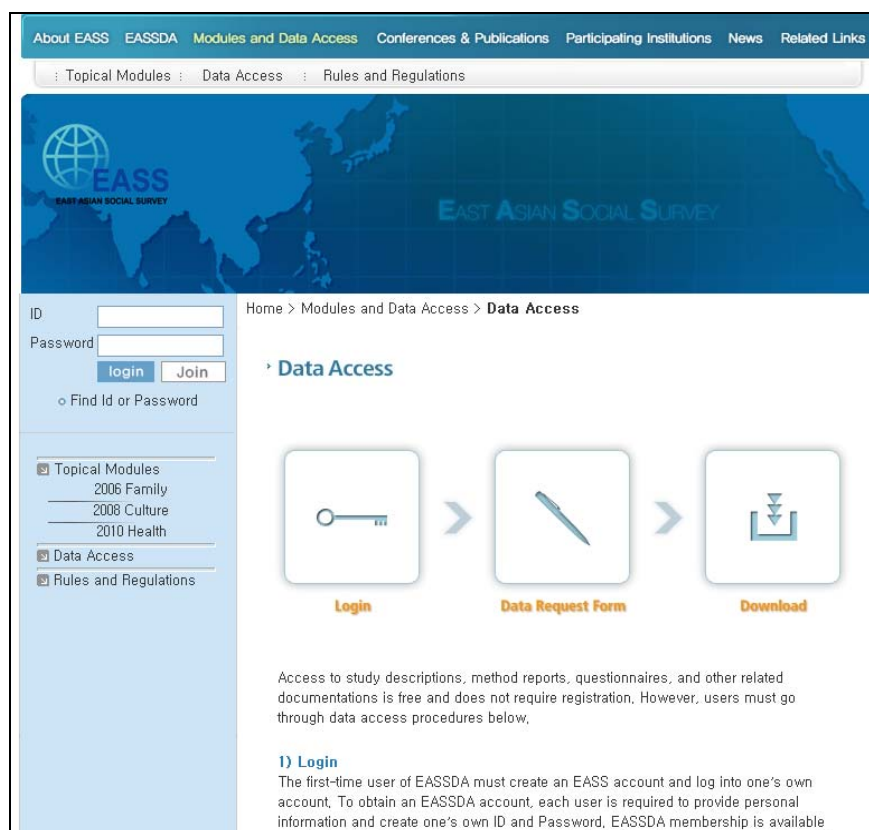 About EASS EASSDA Modules and Data Access Conferences & Publications Participating Institutions News Related Links
: Topical Modules : Data Access : Rules and Regulations
EASS
EAST ASIAN SOCIAL SURVEY
EAST ASIAN SOCIAL SURVEY
ID
Password
login Join
Find Id or Password
Topical Modules
2006 Family
2008 Culture
2010 Health
Data Access
Rules and Regulations
Home > Modules and Data Access > Data Access
Data Access
Login Data Request Form Download
Access to study descriptions, method reports, questionnaires, and other related
documentations is free and does not require registration, However, users must go
through data access procedures below,
1) Login
The first-time user of EASSDA must create an EASS account and log into one's own
account, To obtain an EASSDA account, each user is required to provide personal
information and create one's own ID and Password, EASSDA membership is available